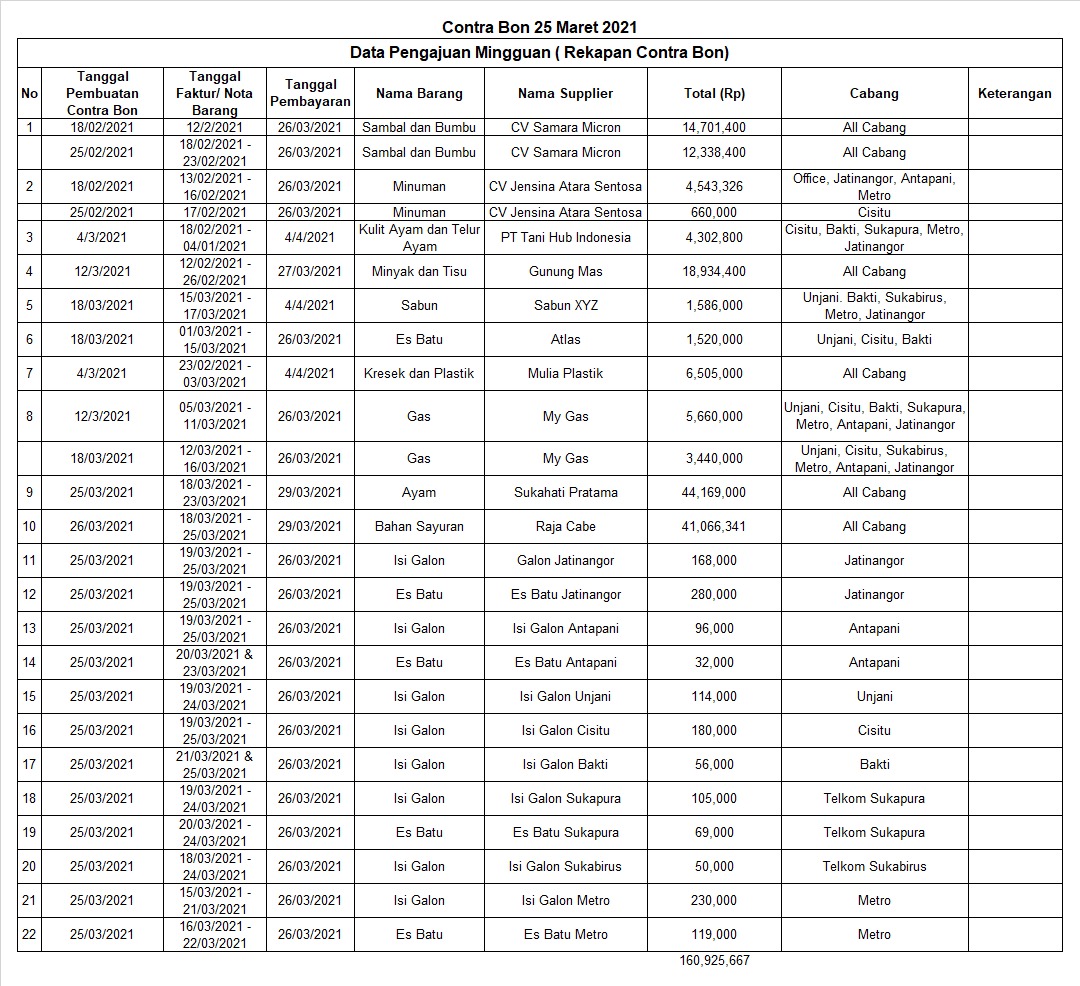 Contra Bon 25 Maret 2021
Data Pengajuan Mingguan ( Rekapan Contra Bon)
No Tanggal Pembuatan Contra Bon Tanggal Faktur/ Nota Barang Tanggal Pembayaran Nama Barang Nama Supplier Total (Rp) Cabang Keterangan
1 18/02/2021 12/2/2021 26/03/2021 Sambal dan Bumbu CV Samara Micron 14,701,400 All Cabang
25/02/2021 18/02/2021 - 23/02/2021 26/03/2021 Sambal dan Bumbu CV Samara Micron 12,338,400 All Cabang
2 18/02/2021 13/02/2021 - 16/02/2021 26/03/2021 Minuman CV Jensina Atara Sentosa 4,543,326 Office, Jatinangor, Antapani, Metro
25/02/2021 17/02/2021 26/03/2021 Minuman CV Jensina Atara Sentosa 660,000 Cisitu
3 4/3/2021 18/02/2021 - 04/01/2021 4/4/2021 Kulit Ayam dan Telur Ayam PT Tani Hub Indonesia 4,302,800 Cisitu, Bakti, Sukapura, Metro, Jatinangor
4 12/3/2021 12/02/2021 - 26/02/2021 27/03/2021 Minyak dan Tisu Gunung Mas 18,934,400 All Cabang
5 18/03/2021 15/03/2021 - 17/03/2021 4/4/2021 Sabun Sabun XYZ 1,586,000 Unjani. Bakti, Sukabirus, Metro, Jatinangor
6 18/03/2021 01/03/2021 - 15/03/2021 26/03/2021 Es Batu Atlas 1,520,000 Unjani, Cisitu, Bakti
7 4/3/2021 23/02/2021 - 03/03/2021 4/4/2021 Kresek dan Plastik Mulia Plastik 6,505,000 All Cabang
8 12/3/2021 05/03/2021 - 11/03/2021 26/03/2021 Gas My Gas 5,660,000 Unjani, Cisitu, Bakti, Sukapura, Metro, Antapani, Jatinangor
18/03/2021 12/03/2021 - 16/03/2021 26/03/2021 Gas My Gas 3,440,000 Unjani, Cisitu, Sukabirus, Metro, Antapani, Jatinangor
9 25/03/2021 18/03/2021 - 23/03/2021 29/03/2021 Ayam Sukahati Pratama 44,169,000 All Cabang
10 26/03/2021 18/03/2021 - 25/03/2021 29/03/2021 Bahan Sayuran Raja Cabe 41,066,341 All Cabang
11 25/03/2021 19/03/2021 - 25/03/2021 26/03/2021 Isi Galon Galon Jatinangor 168,000 Jatinangor
12 25/03/2021 19/03/2021 - 25/03/2021 26/03/2021 Es Batu Es Batu Jatinangor 280,000 Jatinangor
13 25/03/2021 19/03/2021 - 25/03/2021 26/03/2021 Isi Galon Isi Galon Antapani 96,000 Antapani
14 25/03/2021 20/03/2021 & 23/03/2021 26/03/2021 Es Batu Es Batu Antapani 32,000 Antapani
15 25/03/2021 19/03/2021 - 24/03/2021 26/03/2021 Isi Galon Isi Galon Unjani 114,000 Unjani
16 25/03/2021 19/03/2021 - 25/03/2021 26/03/2021 Isi Galon Isi Galon Cisitu 180,000 Cisitu
17 25/03/2021 21/03/2021 & 25/03/2021 26/03/2021 Isi Galon Isi Galon Bakti 56,000 Bakti
18 25/03/2021 19/03/2021 - 24/03/2021 26/03/2021 Isi Galon Isi Galon Sukapura 105,000 Telkom Sukapura
19 25/03/2021 20/03/2021 - 24/03/2021 26/03/2021 Es Batu Es Batu Sukapura 69,000 Telkom Sukapura
20 25/03/2021 18/03/2021 - 24/03/2021 26/03/2021 Isi Galon Isi Galon Sukabirus 50,000 Telkom Sukabirus
21 25/03/2021 15/03/2021 - 21/03/2021 26/03/2021 Isi Galon Isi Galon Metro 230,000 Metro
22 25/03/2021 16/03/2021 - 22/03/2021 26/03/2021 Es Batu Es Batu Metro 119,000 Metro
160,925,667